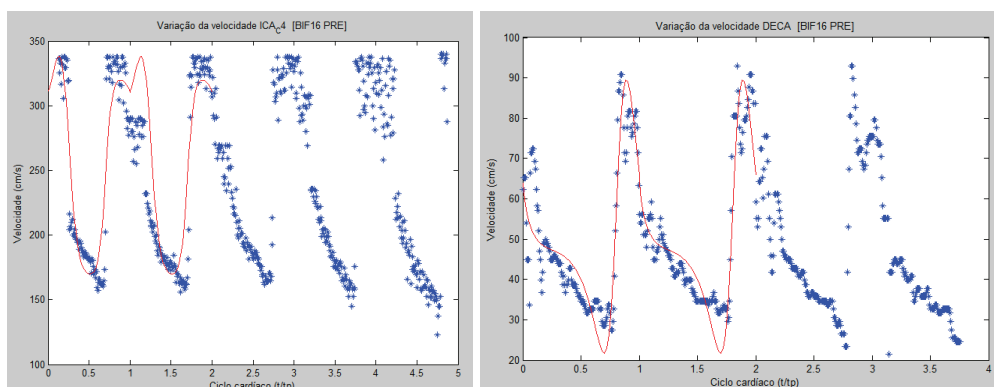 Variação da velocidade ICA_C4 [BIF16 PRE]
350
300
250
200
150
100
Velocidade (cm/s)
0 0.5 1 1.5 2 2.5 3 3.5 4 4.5 5
Ciclo cardíaco (t/tp)
Variação da velocidade DECA [BIF16 PRE]
100
90
80
70
60
50
40
30
20
Velocidade (cm/s)
0 0.5 1 1.5 2 2.5 3 3.5 4
Ciclo cardíaco (t/tp)